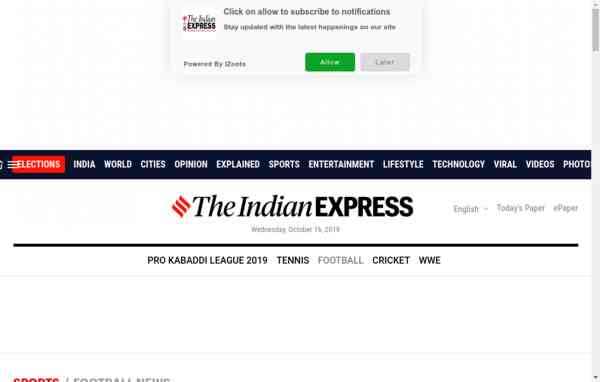 Click on allow to subscribe to notifications
The Indian
EXPRESS
Stay updated with the latest happenings on our site
Powered By iZooto
Allow
Later
ELECTIONS INDIA WORLD CITIES OPINION EXPLAINED SPORTS ENTERTAINMENT LIFESTYLE TECHNOLOGY VIRAL VIDEOS PHOTOS
The Indian EXPRESS
English
Today's Paper
ePaper
Wednesday, October 16, 2019
PRO KABADDI LEAGUE 2019 TENNIS FOOTBALL CRICKET WWE
SPORTS / FOOTBALL NEWS